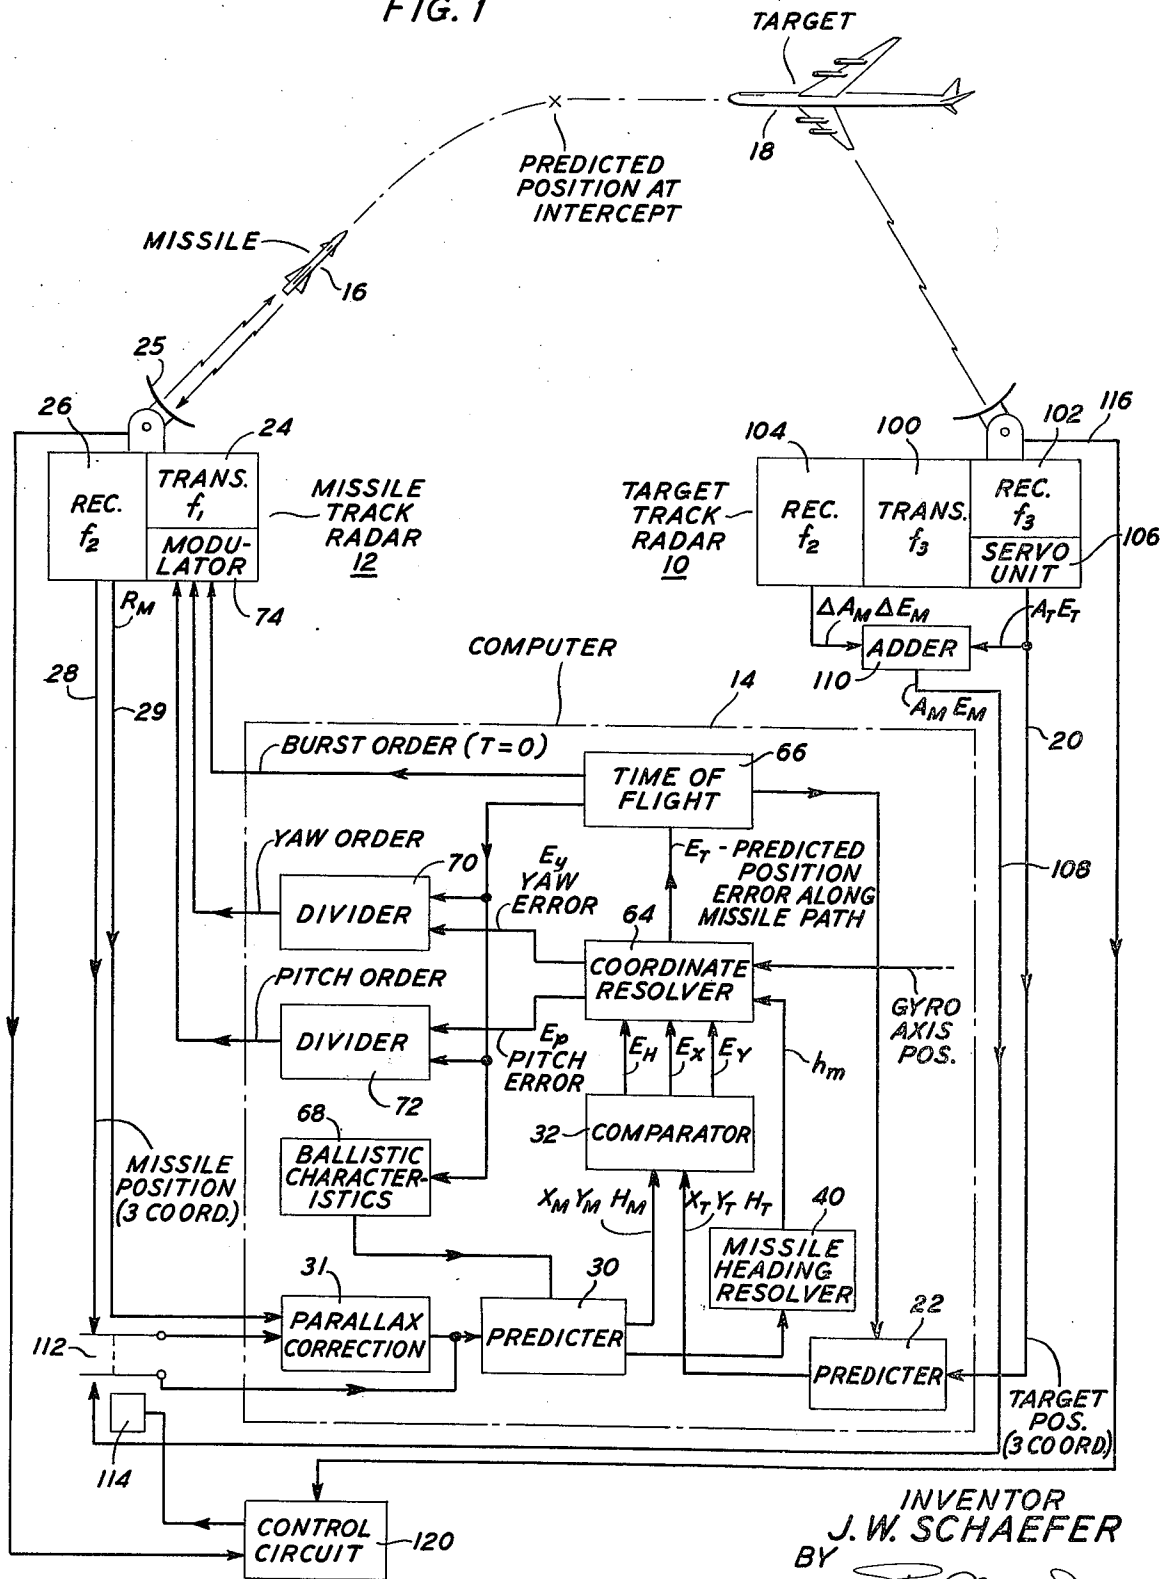 FIG. 1
TARGET
18
PREDICTED
POSITION AT
INTERCEPT
MISSILE
16
25
26
24
REC.
f2
TRANS.
f1
MODU-
LATOR
MISSILE
TRACK
RADAR
12
74
TARGET
TRACK
RADAR
10
104
100
102
116
REC.
f2
TRANS.
f3
REC.
f3
SERVO
UNIT
106
RM
28
29
ΔAM ΔEM
ATET
ADDER
110
AM EM
20
108
COMPUTER
14
BURST ORDER (T=0)
TIME OF
FLIGHT
66
YAW ORDER
70
DIVIDER
Ey
YAW
ERROR
ET - PREDICTED
POSITION
ERROR ALONG
MISSILE PATH
64
COORDINATE
RESOLVER
GYRO
AXIS
POS.
PITCH ORDER
DIVIDER
72
Ep
PITCH
ERROR
EH
EX
EY
hm
32
COMPARATOR
68
BALLISTIC
CHARACTER-
ISTICS
MISSILE
POSITION
(3 COORD.)
XM YM HM
XT YT HT
40
MISSILE
HEADING
RESOLVER
31
PARALLAX
CORRECTION
30
PREDICTER
22
PREDICTER
112
114
TARGET
POS.
(3 COORD.)
CONTROL
CIRCUIT
120
INVENTOR
J. W. SCHAEFER
BY